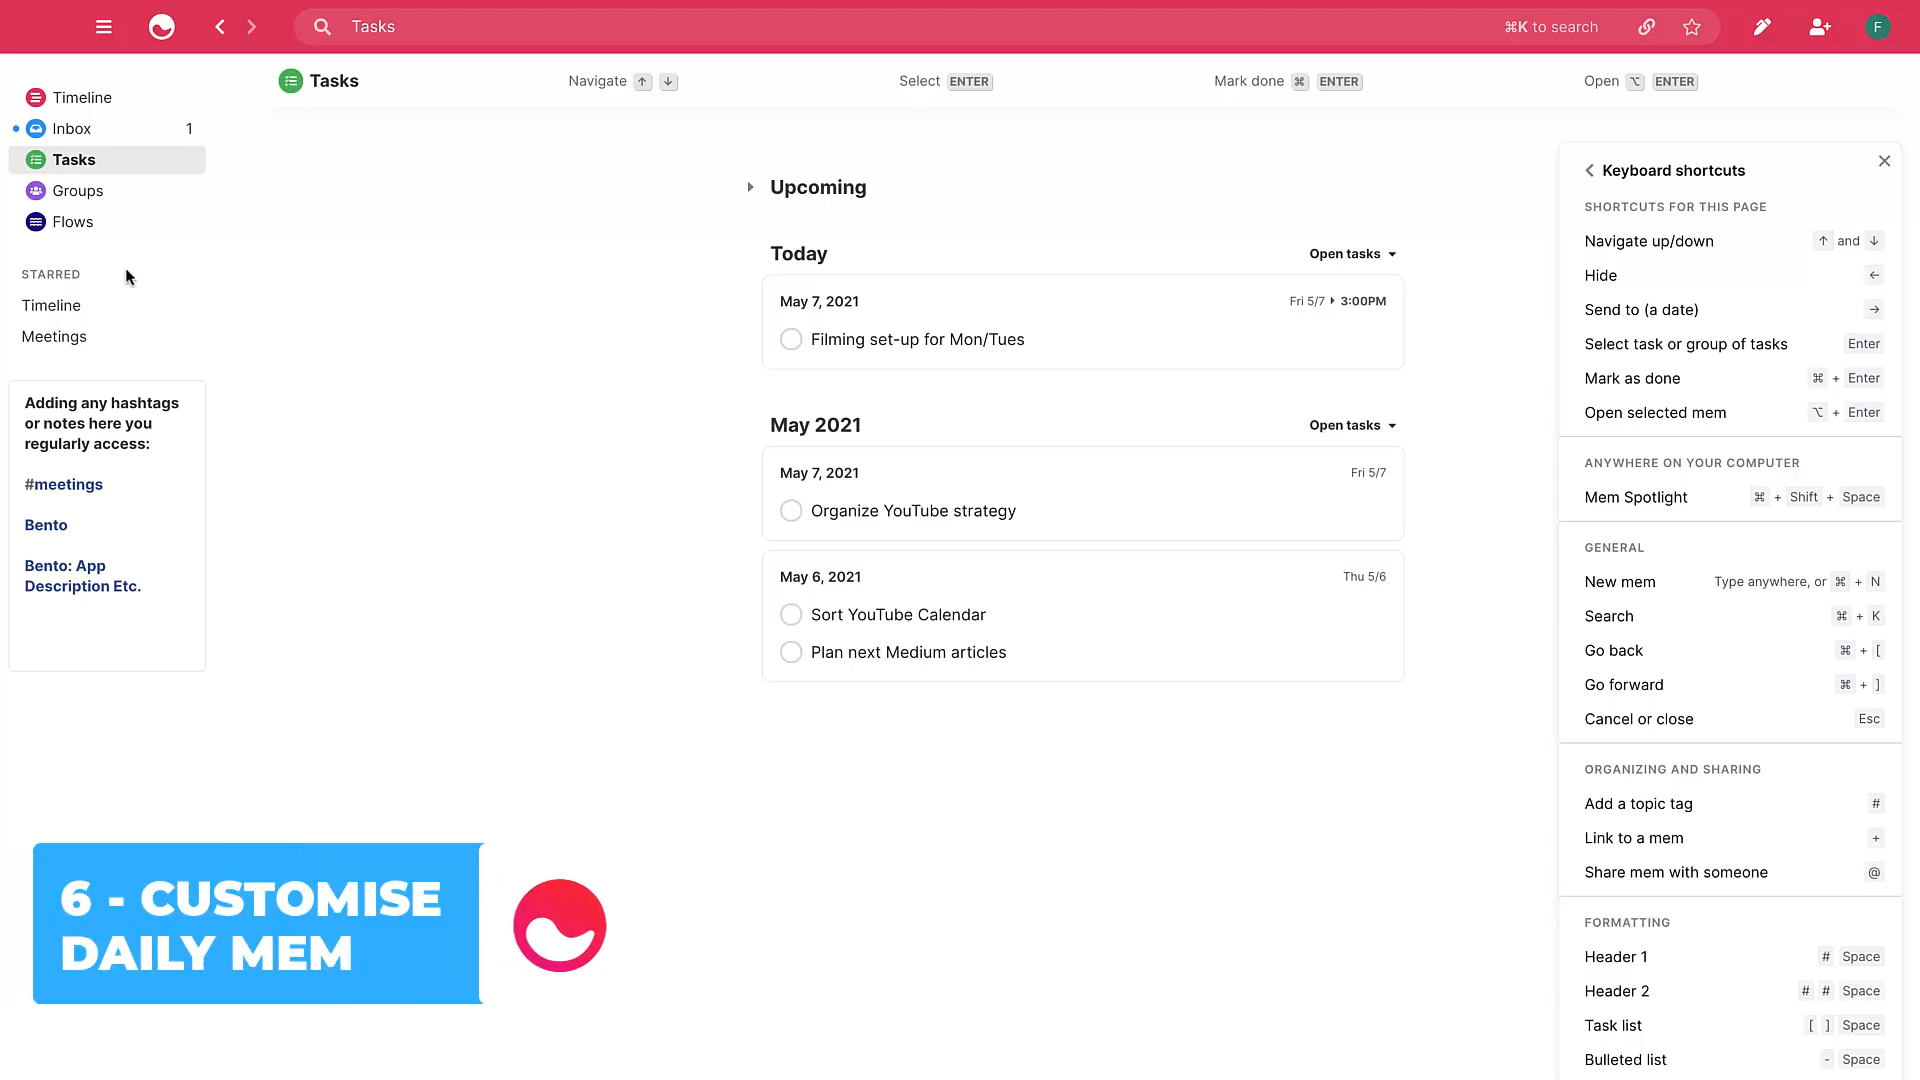 Tasks
⌘K to search
F
Timeline
Inbox 1
Tasks
Groups
Flows
STARRED
Timeline
Meetings
Adding any hashtags
or notes here you
regularly access:
#meetings
Bento
Bento: App
Description Etc.
Tasks
Navigate ↑ ↓
Select ENTER
Mark done ⌘ ENTER
Open ⌥ ENTER
Upcoming
Today
Open tasks
May 7, 2021
Fri 5/7 3:00PM
Filming set-up for Mon/Tues
May 2021
Open tasks
May 7, 2021
Fri 5/7
Organize YouTube strategy
May 6, 2021
Thu 5/6
Sort YouTube Calendar
Plan next Medium articles
Keyboard shortcuts
SHORTCUTS FOR THIS PAGE
Navigate up/down ↑ and ↓
Hide ←
Send to (a date) →
Select task or group of tasks Enter
Mark as done ⌘ + Enter
Open selected mem ⌥ + Enter
ANYWHERE ON YOUR COMPUTER
Mem Spotlight ⌘ + Shift + Space
GENERAL
New mem Type anywhere, or ⌘ + N
Search ⌘ + K
Go back ⌘ + [
Go forward ⌘ + ]
Cancel or close Esc
ORGANIZING AND SHARING
Add a topic tag #
Link to a mem +
Share mem with someone @
FORMATTING
Header 1 # Space
Header 2 # # Space
Task list [ ] Space
Bulleted list - Space
6 - CUSTOMISE
DAILY MEM